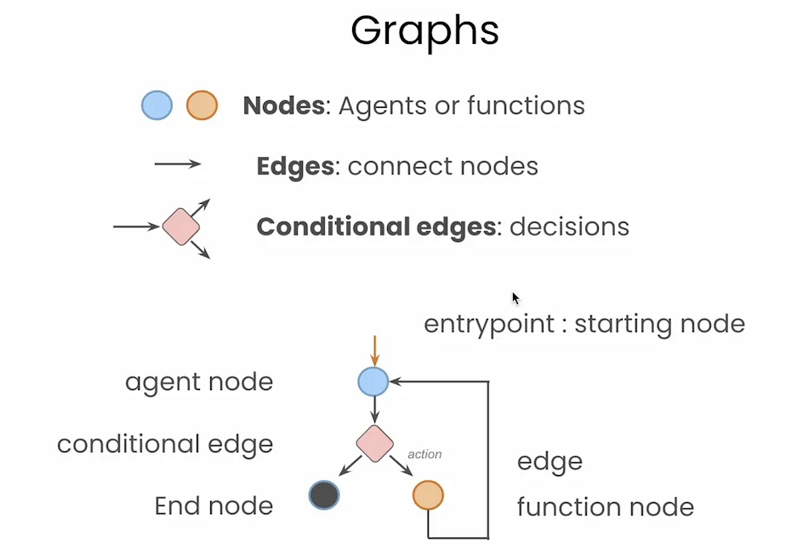 Graphs
Nodes: Agents or functions
Edges: connect nodes
Conditional edges: decisions
entrypoint : starting node
agent node
conditional edge
action
edge
End node
function node